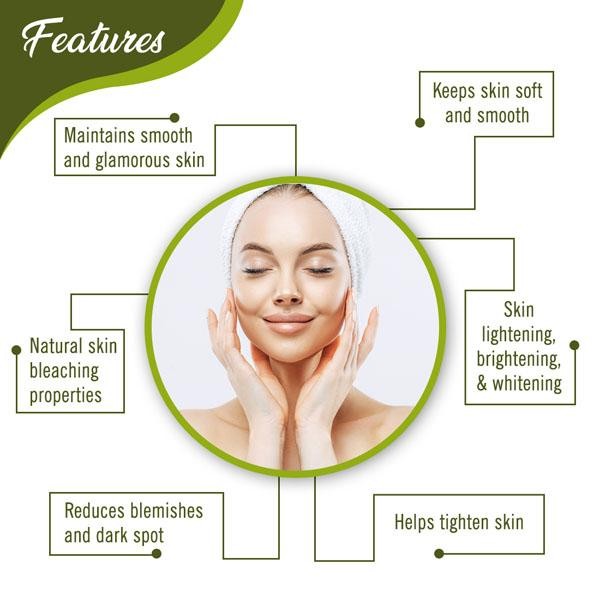 Features
Maintains smooth
and glamorous skin
Keeps skin soft
and smooth
Natural skin
bleaching
properties
Skin
lightening,
brightening,
& whitening
Reduces blemishes
and dark spot
Helps tighten skin